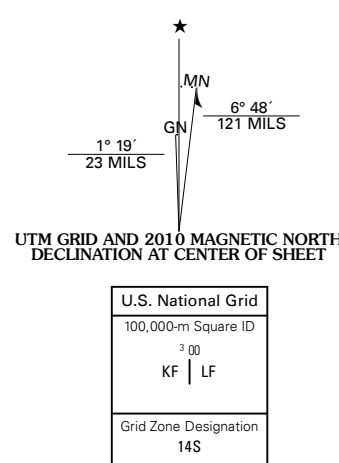 ★
MN
GN
6° 48´
121 MILS
1° 19´
23 MILS
UTM GRID AND 2010 MAGNETIC NORTH
DECLINATION AT CENTER OF SHEET
U.S. National Grid
100,000-m Square ID
3 00
KF LF
Grid Zone Designation
14S